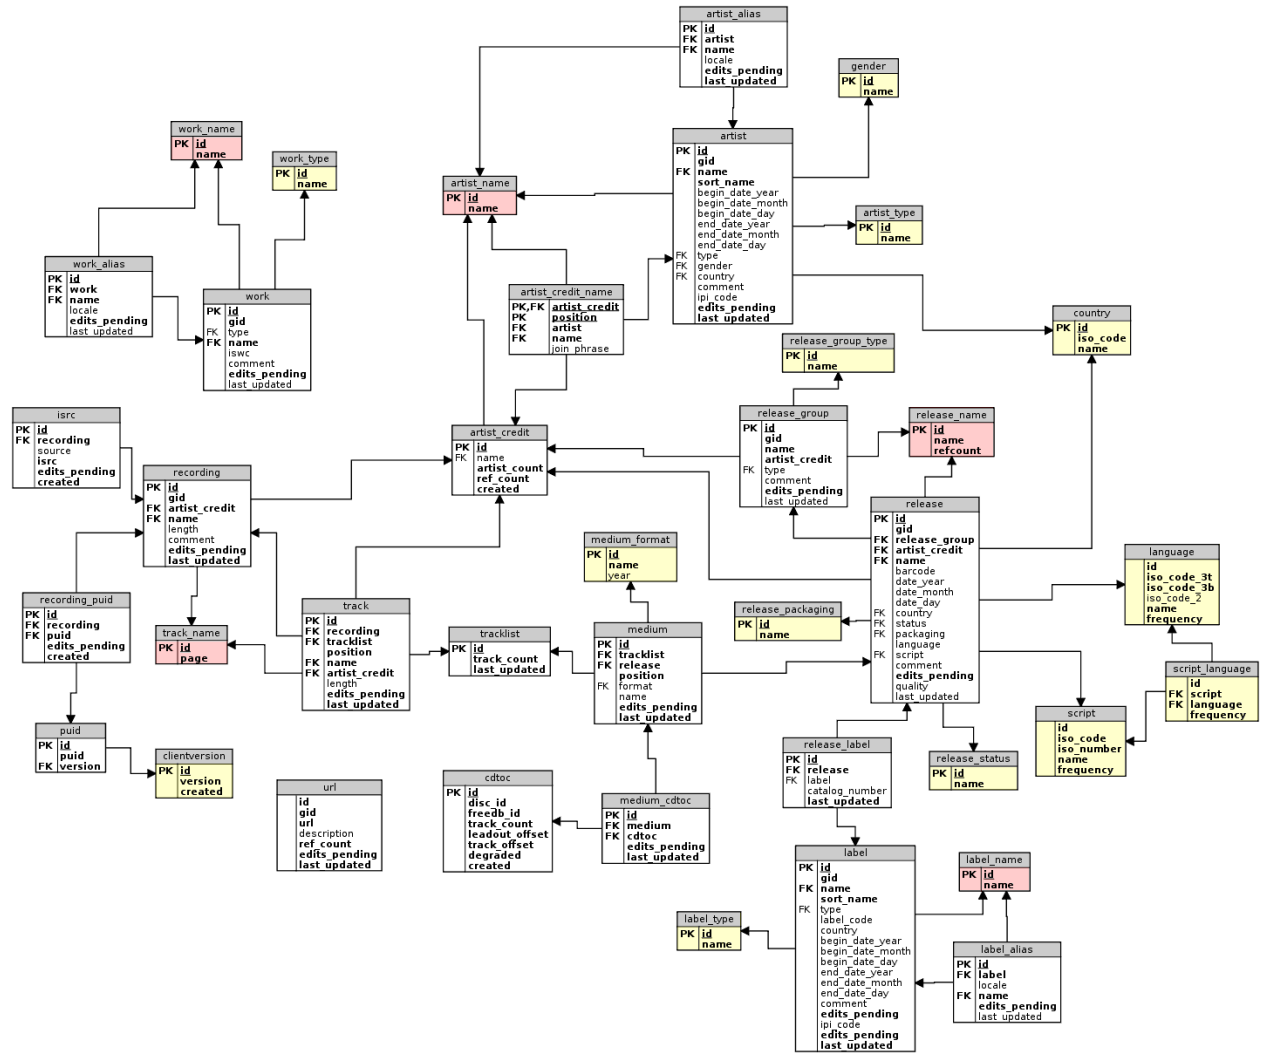 artist_alias
PK id
FK artist
FK name
locale
edits_pending
last_updated
gender
PK id
name
work_name
PK id
name
work_type
PK id
name
artist
PK id
gid
FK name
sort_name
begin_date_year
begin_date_month
begin_date_day
end_date_year
end_date_month
end_date_day
FK type
FK gender
FK country
comment
ipi_code
edits_pending
last_updated
artist_name
PK id
name
artist_type
PK id
name
work_alias
PK id
FK work
FK name
locale
edits_pending
last_updated
work
PK id
gid
FK type
FK name
iswc
comment
edits_pending
last_updated
artist_credit_name
PK,FK artist_credit
PK position
FK artist
FK name
join_phrase
country
PK id
iso_code
name
release_group_type
PK id
name
isrc
PK id
FK recording
source
isrc
edits_pending
created
recording
PK id
gid
FK artist_credit
FK name
length
comment
edits_pending
last_updated
artist_credit
PK id
FK name
artist_count
ref_count
created
release_group
PK id
gid
name
artist_credit
FK type
comment
edits_pending
last_updated
release_name
PK id
name
refcount
release
PK id
gid
FK release_group
FK artist_credit
FK name
barcode
date_year
date_month
date_day
FK country
FK status
FK packaging
language
FK script
comment
edits_pending
quality
last_updated
medium_format
PK id
name
year
language
id
iso_code_3t
iso_code_3b
iso_code_2
name
frequency
recording_puid
PK id
FK recording
FK puid
edits_pending
created
track_name
PK id
page
track
PK id
FK recording
FK tracklist
position
FK name
FK artist_credit
length
edits_pending
last_updated
tracklist
PK id
track_count
last_updated
medium
PK id
FK tracklist
FK release
position
FK format
name
edits_pending
last_updated
release_packaging
PK id
name
script_language
id
FK script
FK language
frequency
script
id
iso_code
iso_number
name
frequency
puid
PK id
puid
FK version
clientversion
PK id
version
created
url
id
gid
url
description
ref_count
edits_pending
last_updated
cdtoc
PK id
disc_id
freedb_id
track_count
leadout_offset
track_offset
degraded
created
medium_cdtoc
PK id
FK medium
FK cdtoc
edits_pending
last_updated
release_label
PK id
FK release
FK label
catalog_number
last_updated
release_status
PK id
name
label
PK id
gid
FK name
sort_name
FK type
label_code
country
begin_date_year
begin_date_month
begin_date_day
end_date_year
end_date_month
end_date_day
comment
edits_pending
ipi_code
edits_pending
last_updated
label_name
PK id
name
label_type
PK id
name
label_alias
PK id
FK label
locale
FK name
edits_pending
last_updated